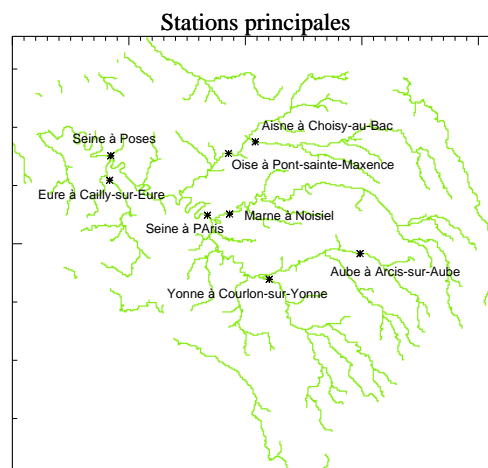 Stations principales
Aisne à Choisy-au-Bac
Seine à Poses
Oise à Pont-sainte-Maxence
Eure à Cailly-sur-Eure
Marne à Noisiel
Seine à PAris
Aube à Arcis-sur-Aube
Yonne à Courlon-sur-Yonne